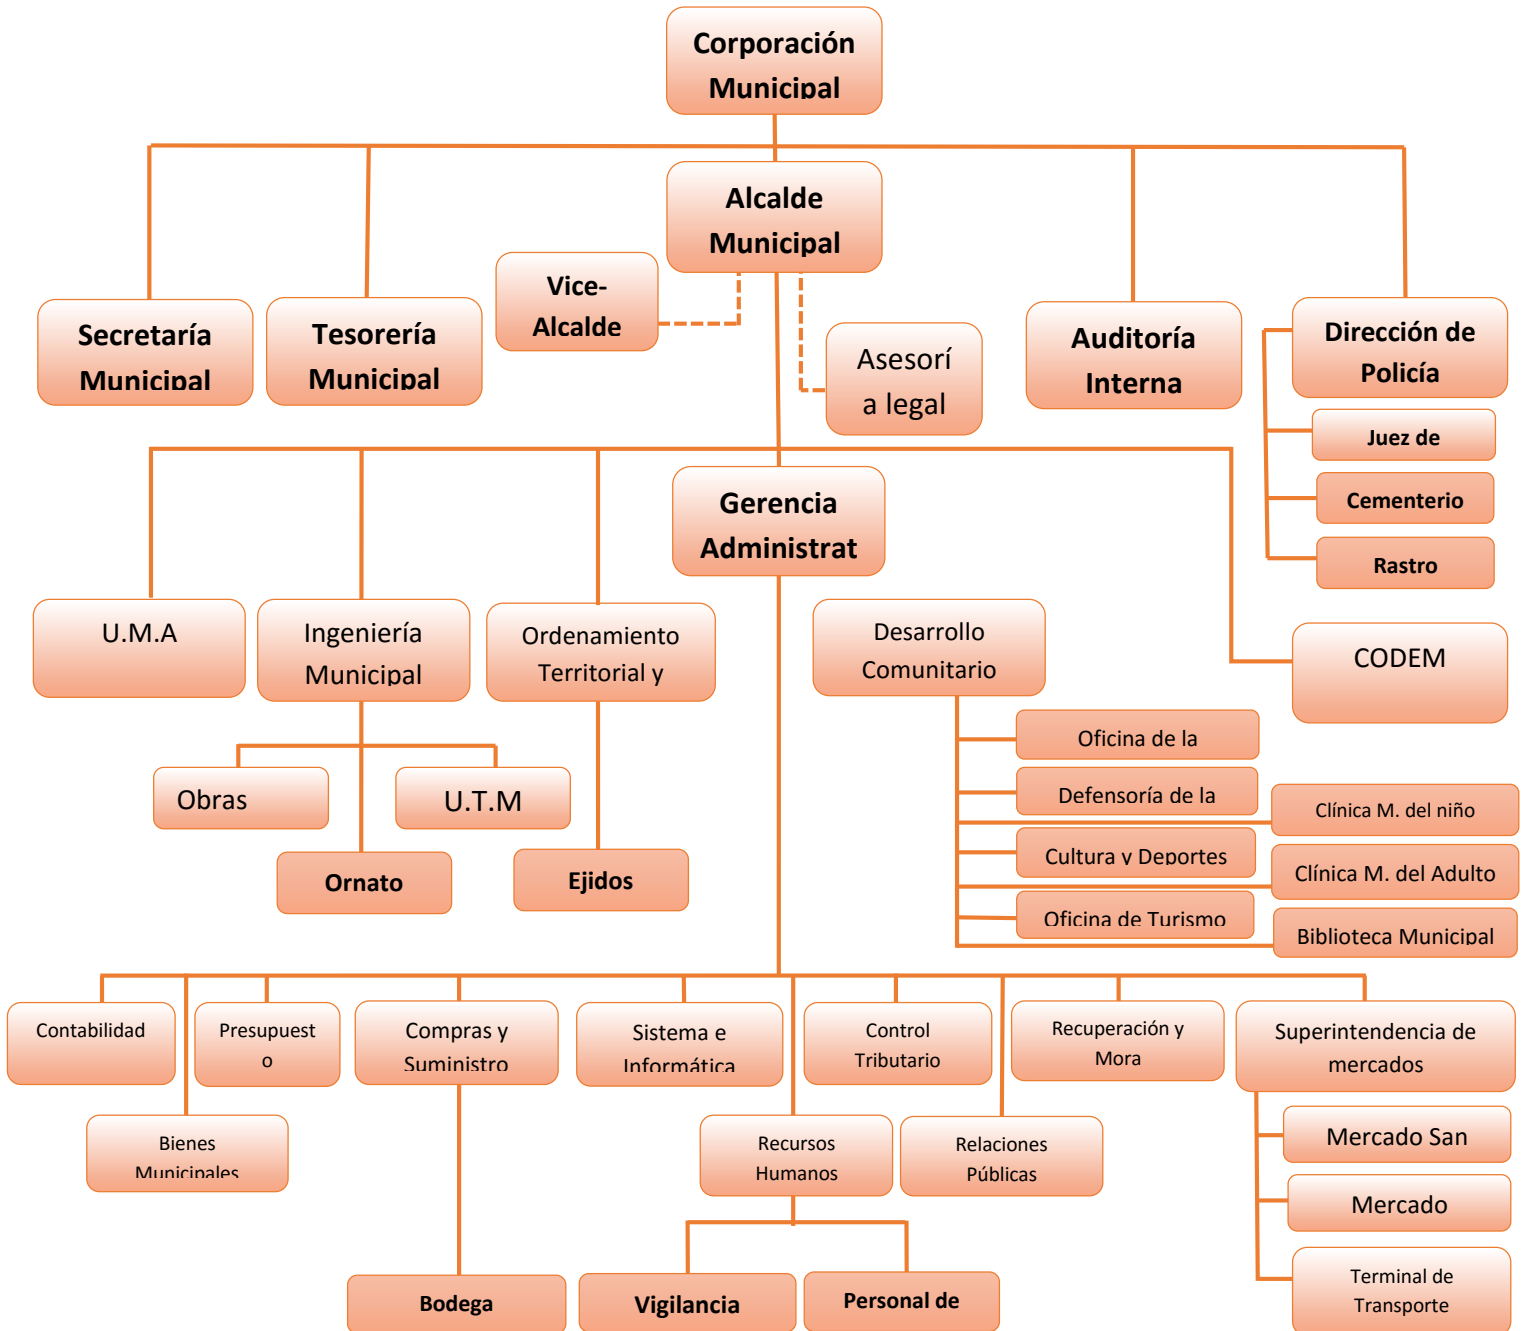 Corporación
Municipal
Alcalde
Municipal
Vice-
Alcalde
Secretaría
Municipal
Tesorería
Municipal
Asesorí
a legal
Auditoría
Interna
Dirección de
Policía
Juez de
Cementerio
Rastro
Gerencia
Administrat
U.M.A
Ingeniería
Municipal
Ordenamiento
Territorial y
Desarrollo
Comunitario
CODEM
Obras
U.T.M
Ornato
Ejidos
Oficina de la
Defensoría de la
Clínica M. del niño
Cultura y Deportes
Clínica M. del Adulto
Oficina de Turismo
Biblioteca Municipal
Contabilidad
Presupuest
o
Compras y
Suministro
Sistema e
Informática
Control
Tributario
Recuperación y
Mora
Superintendencia de
mercados
Bienes
Municipales
Recursos
Humanos
Relaciones
Públicas
Mercado San
Mercado
Terminal de
Transporte
Bodega
Vigilancia
Personal de